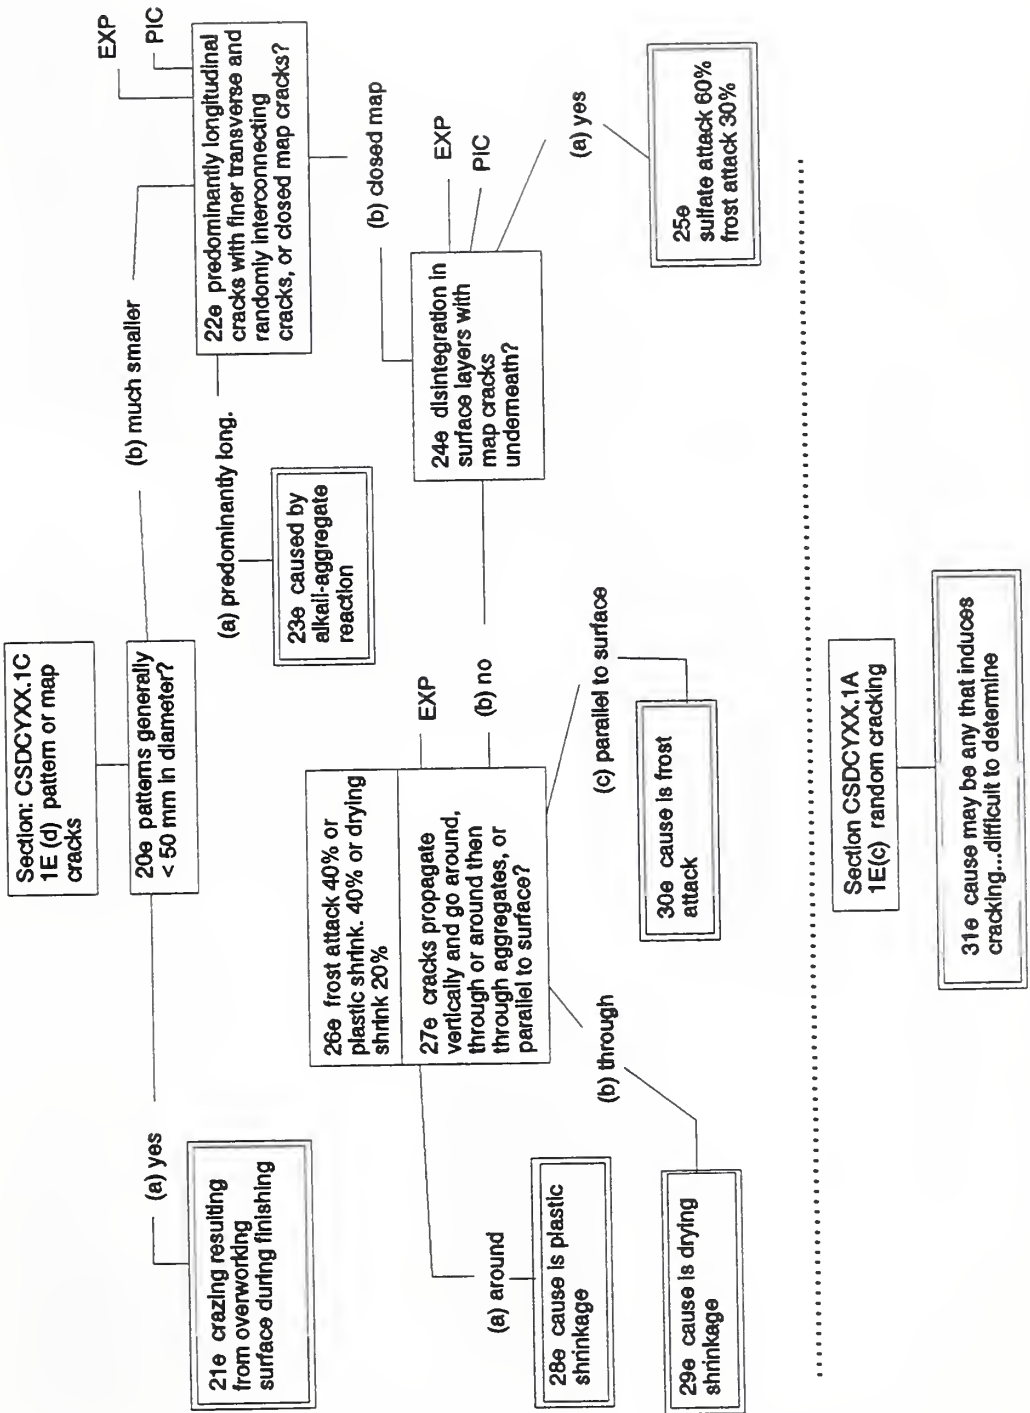 Section: CSDCYXX.1C
1E (d) pattern or map
cracks
20e patterns generally
< 50 mm in diameter?
(a) yes
21e crazing resulting
from overworking
surface during finishing
(b) much smaller
22e predominantly longitudinal
cracks with finer transverse and
randomly interconnecting
cracks, or closed map cracks?
EXP
PIC
(a) predominantly long.
23e caused by
alkali-aggregate
reaction
(b) closed map
24e disintegration in
surface layers with
map cracks
underneath?
EXP
PIC
(a) yes
25e
sulfate attack 60%
frost attack 30%
(b) no
26e frost attack 40% or
plastic shrink. 40% or drying
shrink 20%
27e cracks propagate
vertically and go around,
through or around then
through aggregates, or
parallel to surface?
EXP
(a) around
28e cause is plastic
shrinkage
(b) through
29e cause is drying
shrinkage
(c) parallel to surface
30e cause is frost
attack
Section CSDCYXX.1A
1E(c) random cracking
31e cause may be any that induces
cracking...difficult to determine